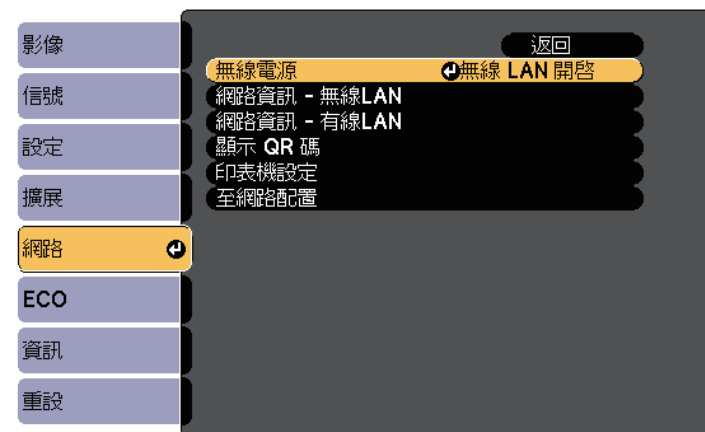 影像
信號
設定
擴展
網路
ECO
資訊
重設
返回
無線電源 無線 LAN 開啓
網路資訊 - 無線LAN
網路資訊 - 有線LAN
顯示 QR 碼
印表機設定
至網路配置